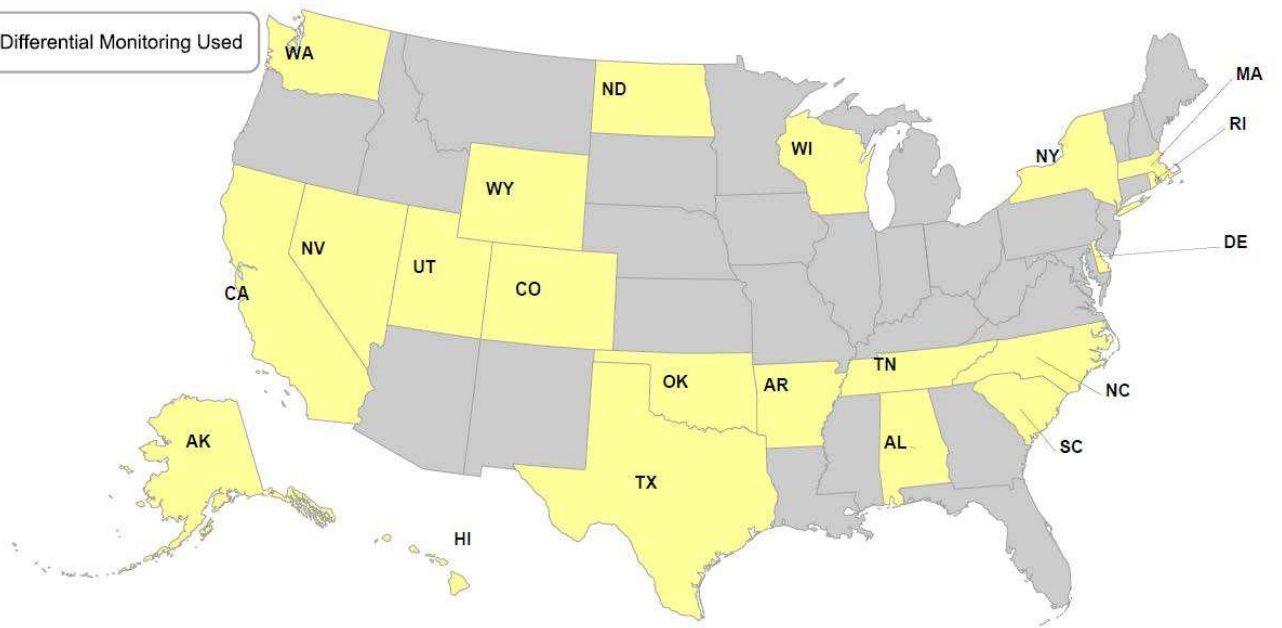 Differential Monitoring Used
WA
ND
MA
RI
WI
NY
WY
DE
NV
UT
CO
CA
TN
OK
AR
NC
AK
AL
SC
TX
HI